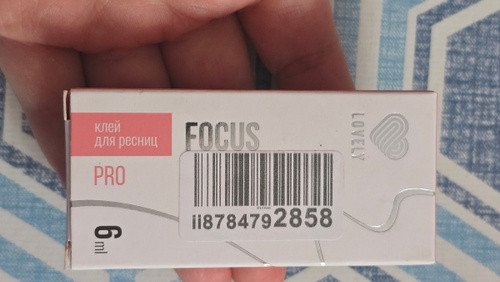 клей
для ресниц
FOCUS
PRO
LOVELY
ii8784792858
6 ml